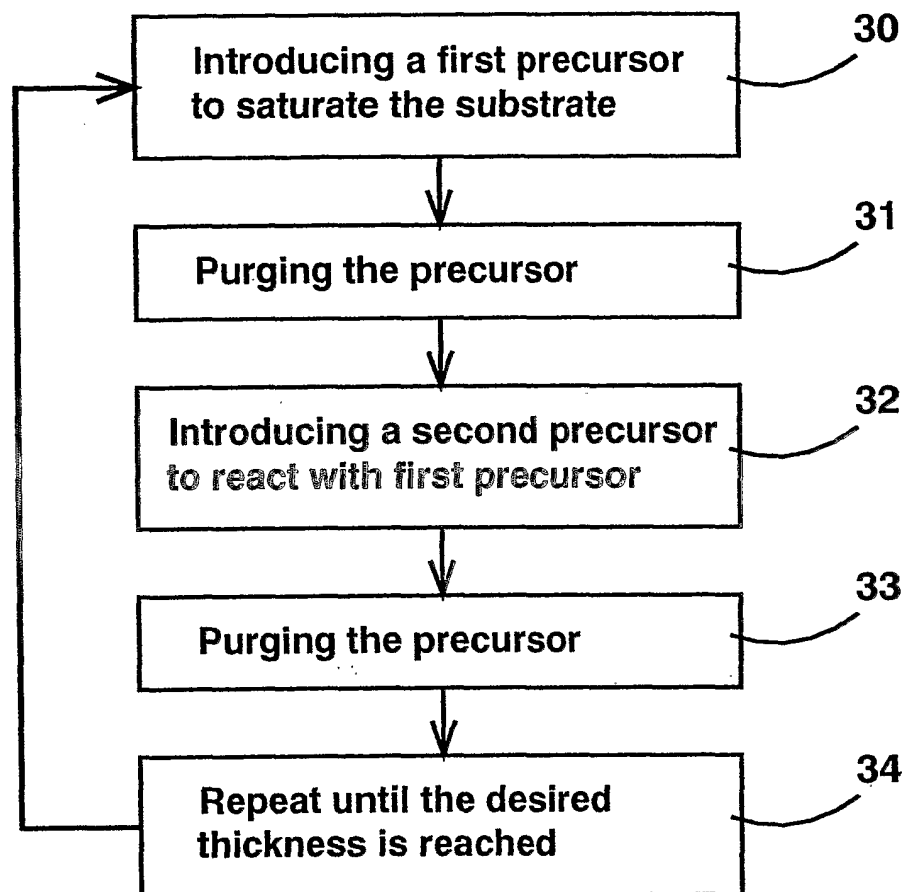 30
Introducing a first precursor
to saturate the substrate
31
Purging the precursor
32
Introducing a second precursor
to react with first precursor
33
Purging the precursor
34
Repeat until the desired
thickness is reached